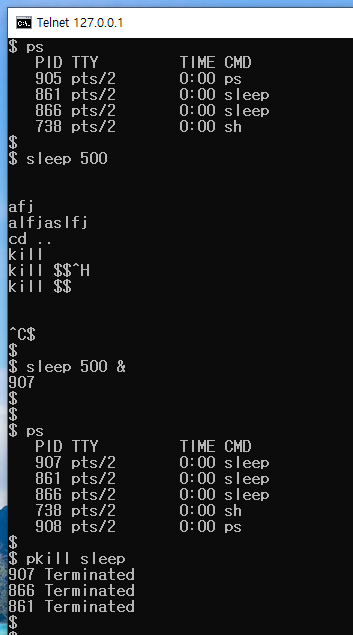 Telnet 127.0.0.1
$ ps
   PID TTY         TIME CMD
   905 pts/2       0:00 ps
   861 pts/2       0:00 sleep
   866 pts/2       0:00 sleep
   738 pts/2       0:00 sh
$
$ sleep 500
afj
alfjaslfj
cd ..
kill
kill $$^H
kill $$
^C$
$
$ sleep 500 &
907
$
$
$ ps
   PID TTY         TIME CMD
   907 pts/2       0:00 sleep
   861 pts/2       0:00 sleep
   866 pts/2       0:00 sleep
   738 pts/2       0:00 sh
   908 pts/2       0:00 ps
$
$ pkill sleep
907 Terminated
866 Terminated
861 Terminated
$
$